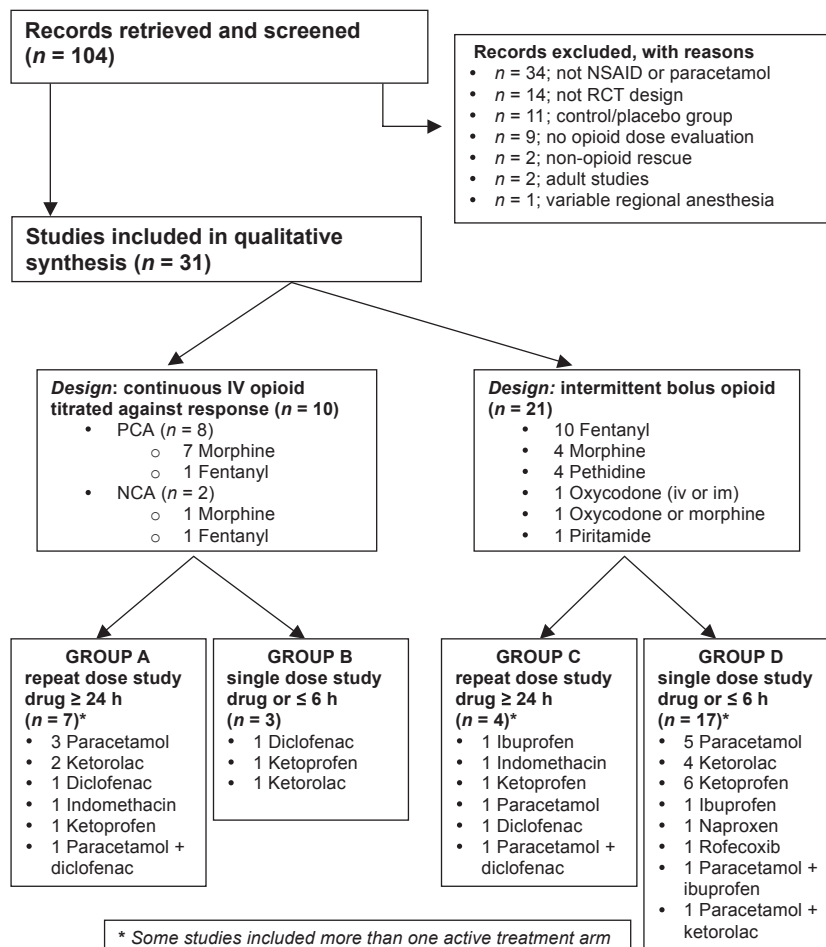 Records retrieved and screened
(n = 104)
Records excluded, with reasons
• n = 34; not NSAID or paracetamol
• n = 14; not RCT design
• n = 11; control/placebo group
• n = 9; no opioid dose evaluation
• n = 2; non-opioid rescue
• n = 2; adult studies
• n = 1; variable regional anesthesia
Studies included in qualitative
synthesis (n = 31)
Design: continuous IV opioid
titrated against response (n = 10)
• PCA (n = 8)
o 7 Morphine
o 1 Fentanyl
• NCA (n = 2)
o 1 Morphine
o 1 Fentanyl
Design: intermittent bolus opioid
(n = 21)
• 10 Fentanyl
• 4 Morphine
• 4 Pethidine
• 1 Oxycodone (iv or im)
• 1 Oxycodone or morphine
• 1 Piritamide
GROUP A
repeat dose study
drug ≥ 24 h
(n = 7)*
• 3 Paracetamol
• 2 Ketorolac
• 1 Diclofenac
• 1 Indomethacin
• 1 Ketoprofen
• 1 Paracetamol +
diclofenac
GROUP B
single dose study
drug or ≤ 6 h
(n = 3)
• 1 Diclofenac
• 1 Ketoprofen
• 1 Ketorolac
GROUP C
repeat dose study
drug ≥ 24 h
(n = 4)*
• 1 Ibuprofen
• 1 Indomethacin
• 1 Ketoprofen
• 1 Paracetamol
• 1 Diclofenac
• 1 Paracetamol +
diclofenac
GROUP D
single dose study
drug or ≤ 6 h
(n = 17)*
• 5 Paracetamol
• 4 Ketorolac
• 6 Ketoprofen
• 1 Ibuprofen
• 1 Naproxen
• 1 Rofecoxib
• 1 Paracetamol +
ibuprofen
• 1 Paracetamol +
ketorolac
* Some studies included more than one active treatment arm